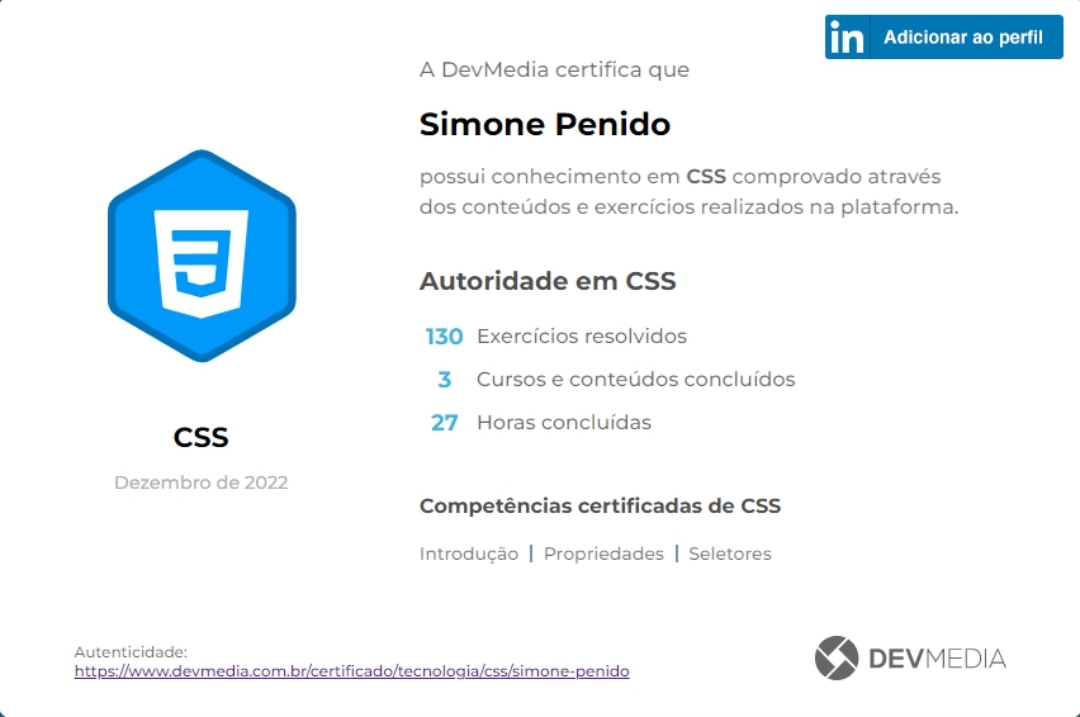 in Adicionar ao perfil
A DevMedia certifica que
Simone Penido
possui conhecimento em CSS comprovado através
dos conteúdos e exercícios realizados na plataforma.
Autoridade em CSS
130 Exercícios resolvidos
3 Cursos e conteúdos concluídos
27 Horas concluídas
CSS
Dezembro de 2022
Competências certificadas de CSS
Introdução | Propriedades | Seletores
Autenticidade:
https://www.devmedia.com.br/certificado/tecnologia/css/simone-penido
DEVMEDIA